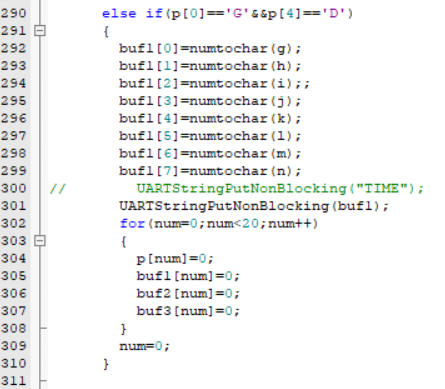 290 else if(p[0]=='G'&&p[4]=='D')
291 {
292 buf1[0]=numtochar(g);
293 buf1[1]=numtochar(h);
294 buf1[2]=numtochar(i);;
295 buf1[3]=numtochar(j);
296 buf1[4]=numtochar(k);
297 buf1[5]=numtochar(l);
298 buf1[6]=numtochar(m);
299 buf1[7]=numtochar(n);
300 // UARTStringPutNonBlocking("TIME");
301 UARTStringPutNonBlocking(buf1);
302 for(num=0;num<20;num++)
303 {
304 p[num]=0;
305 buf1[num]=0;
306 buf2[num]=0;
307 buf3[num]=0;
308 }
309 num=0;
310 }
311